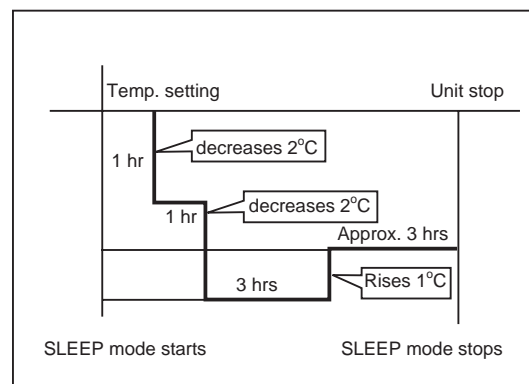 Temp. setting
Unit stop
decreases 2°C
1 hr
decreases 2°C
1 hr
Approx. 3 hrs
3 hrs
Rises 1°C
SLEEP mode starts
SLEEP mode stops